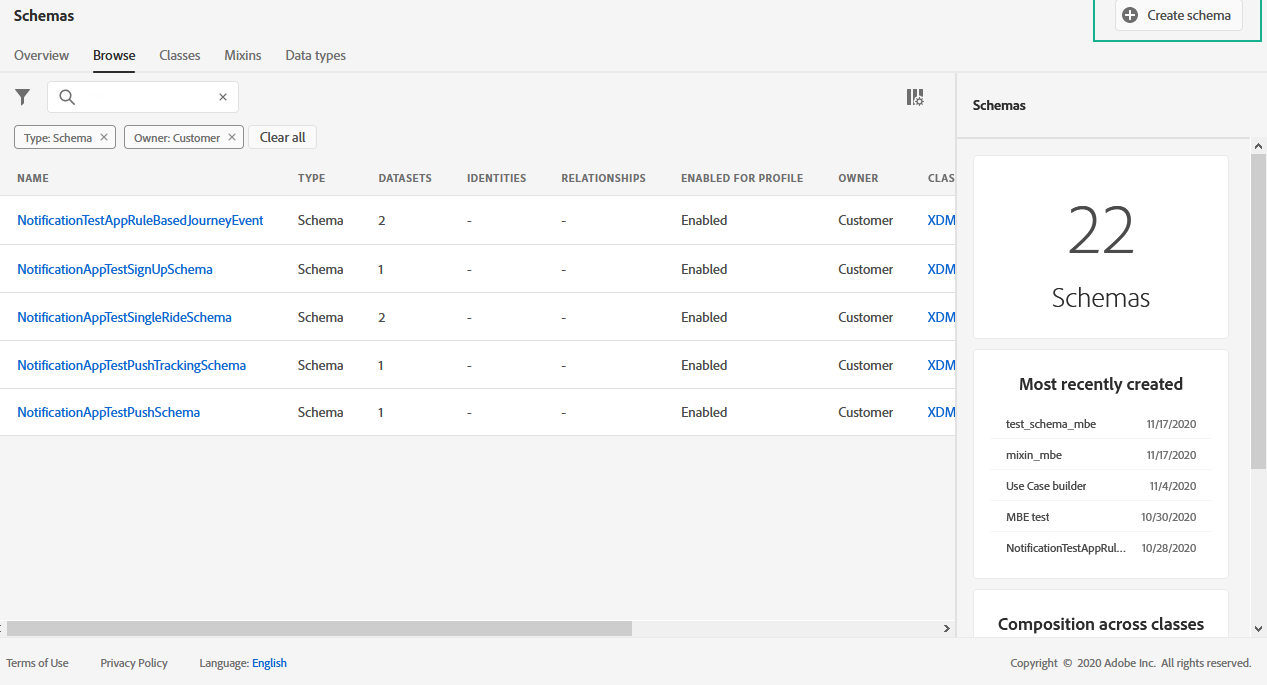 Schemas
Create schema
Overview Browse Classes Mixins Data types
Schemas
Type: Schema × Owner: Customer × Clear all
NAME TYPE DATASETS IDENTITIES RELATIONSHIPS ENABLED FOR PROFILE OWNER CLAS
NotificationTestAppRuleBasedJourneyEvent Schema 2 - - Enabled Customer XDM
NotificationAppTestSignUpSchema Schema 1 - - Enabled Customer XDM
NotificationAppTestSingleRideSchema Schema 2 - - Enabled Customer XDM
NotificationAppTestPushTrackingSchema Schema 1 - - Enabled Customer XDM
NotificationAppTestPushSchema Schema 1 - - Enabled Customer XDM
22
Schemas
Most recently created
test_schema_mbe 11/17/2020
mixin_mbe 11/17/2020
Use Case builder 11/4/2020
MBE test 10/30/2020
NotificationTestAppRul... 10/28/2020
Composition across classes
Terms of Use Privacy Policy Language: English Copyright © 2020 Adobe Inc. All rights reserved.